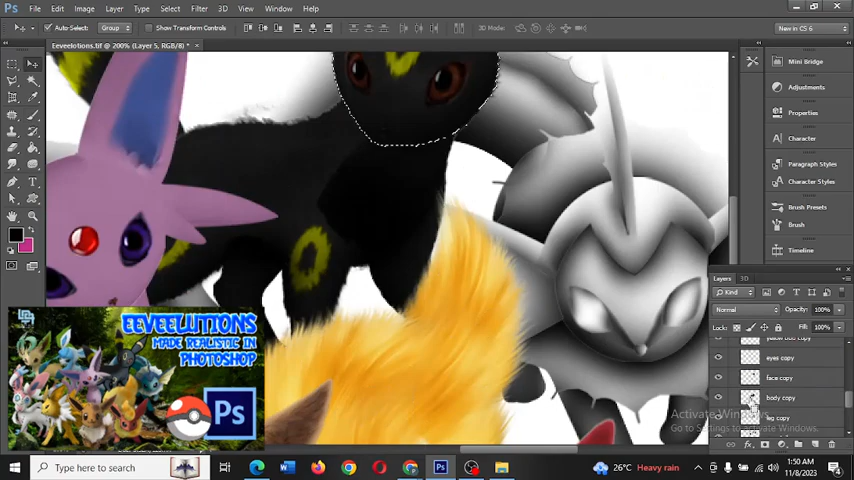 Ps File Edit Image Layer Type Select Filter 3D View Window Help
Auto-Select: Group Show Transform Controls 3D Mode: New in CS 6
Eeveelotions.tif @ 200% (Layer 5, RGB/8) * ×
Mini Bridge
Adjustments
Properties
Character
Paragraph Styles
Character Styles
Brush Presets
Brush
Timeline
Layers 3D
Kind
Normal Opacity: 100%
Lock: Fill: 100%
eyes copy
face copy
body copy
leg copy
Activate Windows
Go to Settings to activate Windows.
EEVEELUTIONS
MADE REALISTIC IN
PHOTOSHOP
Ps
Type here to search
26°C Heavy rain
1:50 AM
11/8/2023
4